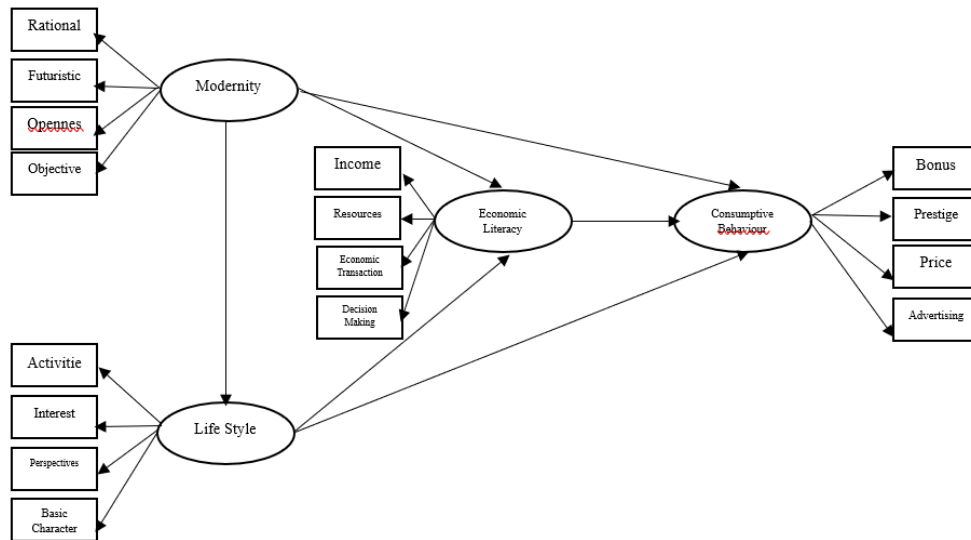 Rational
Futuristic
Opennes
Objective
Modernity
Income
Resources
Economic
Transaction
Decision
Making
Economic
Literacy
Consumptive
Behaviour
Bonus
Prestige
Price
Advertising
Activitie
Interest
Perspectives
Basic
Character
Life Style